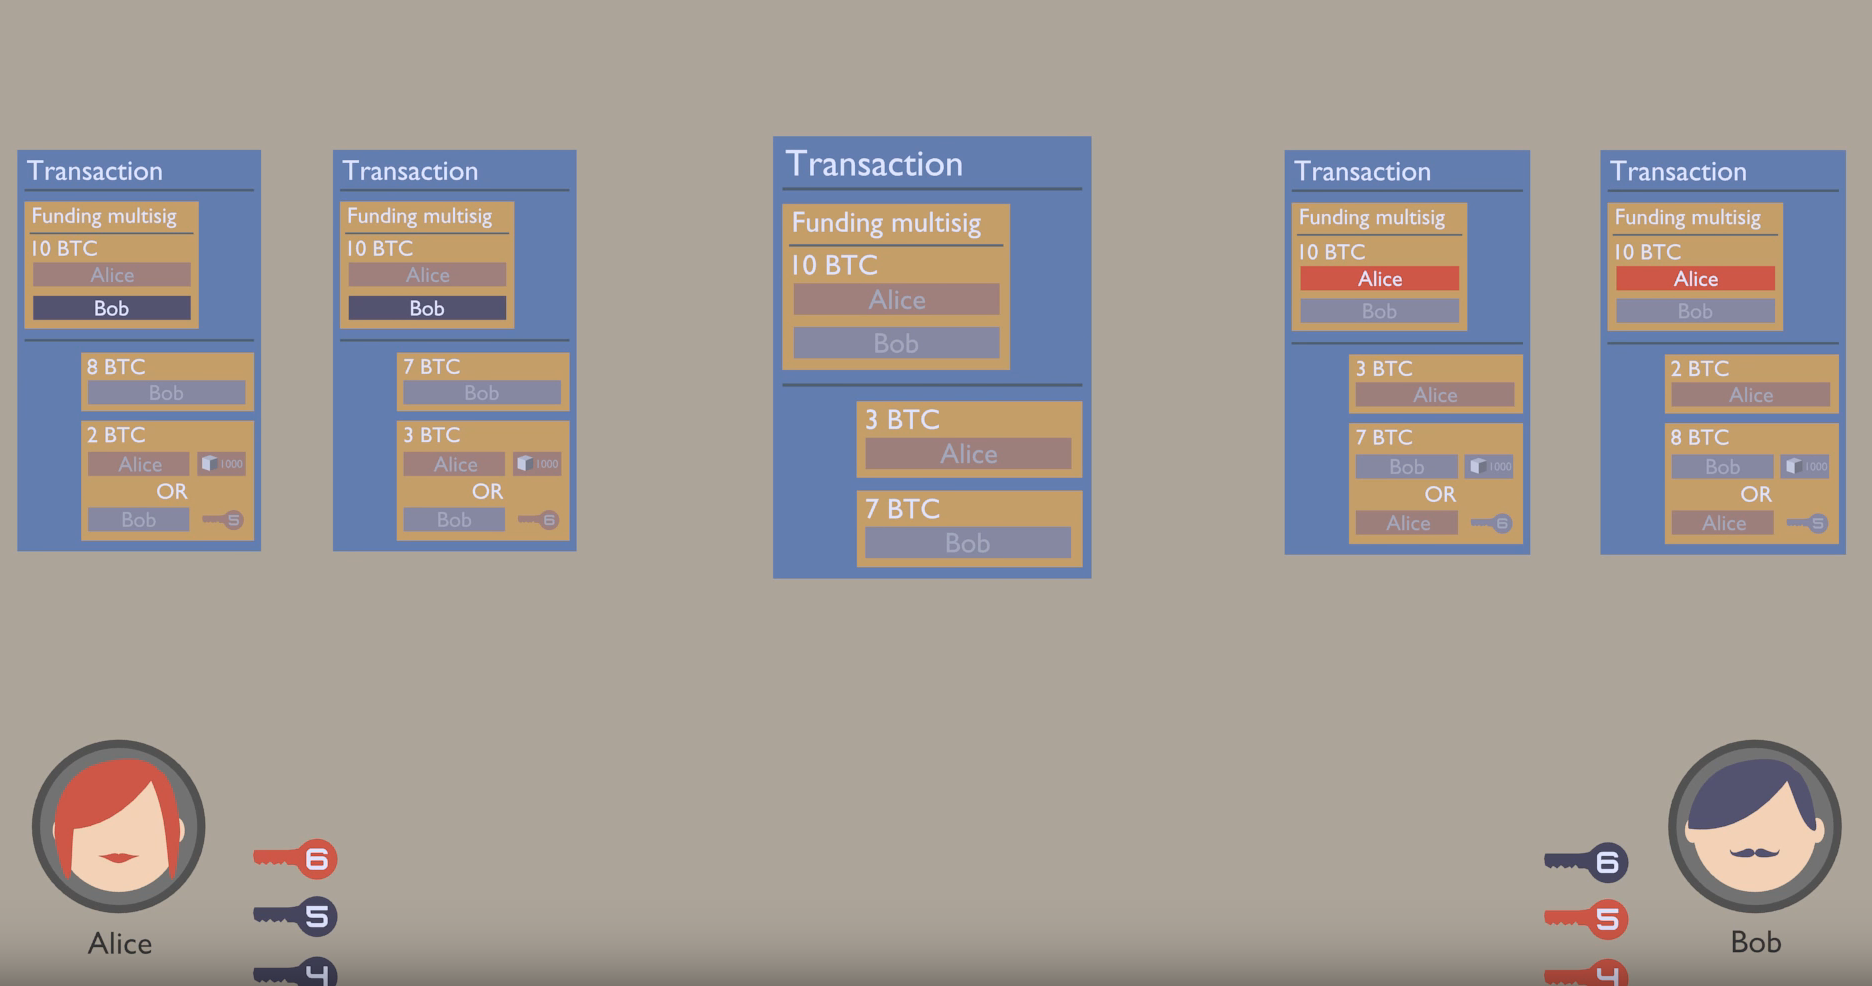 Transaction
Funding multisig
10 BTC
Alice
Bob
8 BTC
Bob
2 BTC
Alice 1000
OR
Bob 5
Transaction
Funding multisig
10 BTC
Alice
Bob
7 BTC
Bob
3 BTC
Alice 1000
OR
Bob 6
Transaction
Funding multisig
10 BTC
Alice
Bob
3 BTC
Alice
7 BTC
Bob
Transaction
Funding multisig
10 BTC
Alice
Bob
3 BTC
Alice
7 BTC
Bob 1000
OR
Alice 6
Transaction
Funding multisig
10 BTC
Alice
Bob
2 BTC
Alice
8 BTC
Bob 1000
OR
Alice 5
6
5
4
Alice
6
5
4
Bob